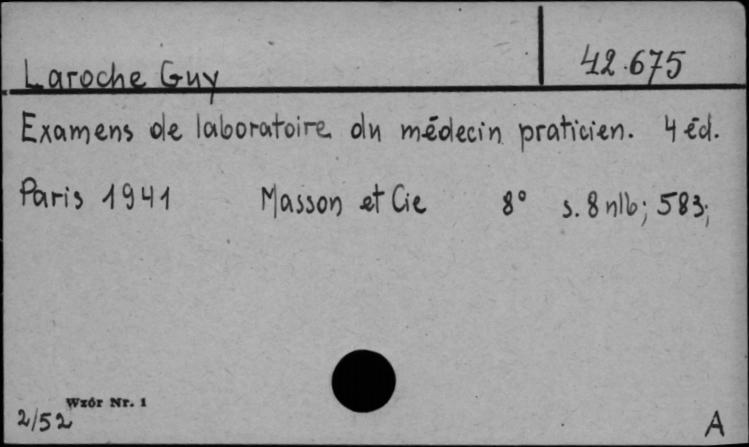 Laroche Guy
42.675
Examens de laboratoire du médecin praticien. 4 éd.
Paris 1941 Masson et Cie 8° s. 8 nlb; 583;
Wzór Nr. 1
2/52
A